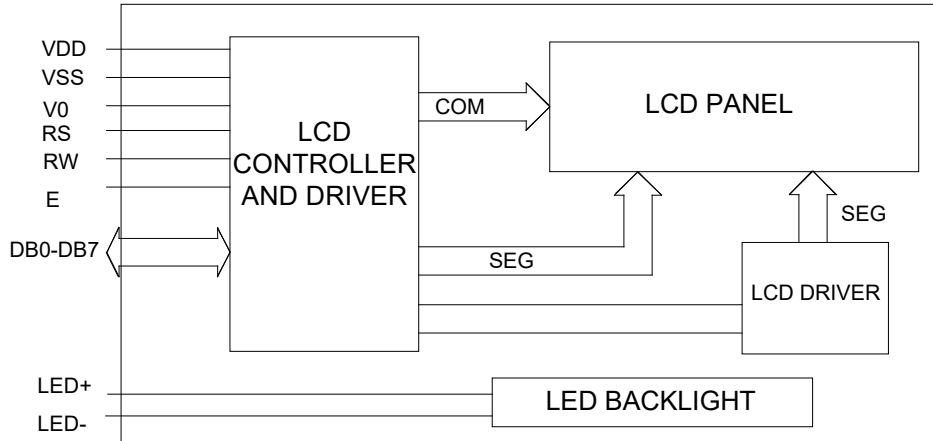 VDD
VSS
V0
RS
RW
E
DB0-DB7
LED+
LED-
LCD
CONTROLLER
AND DRIVER
COM
SEG
LCD PANEL
SEG
LCD DRIVER
LED BACKLIGHT